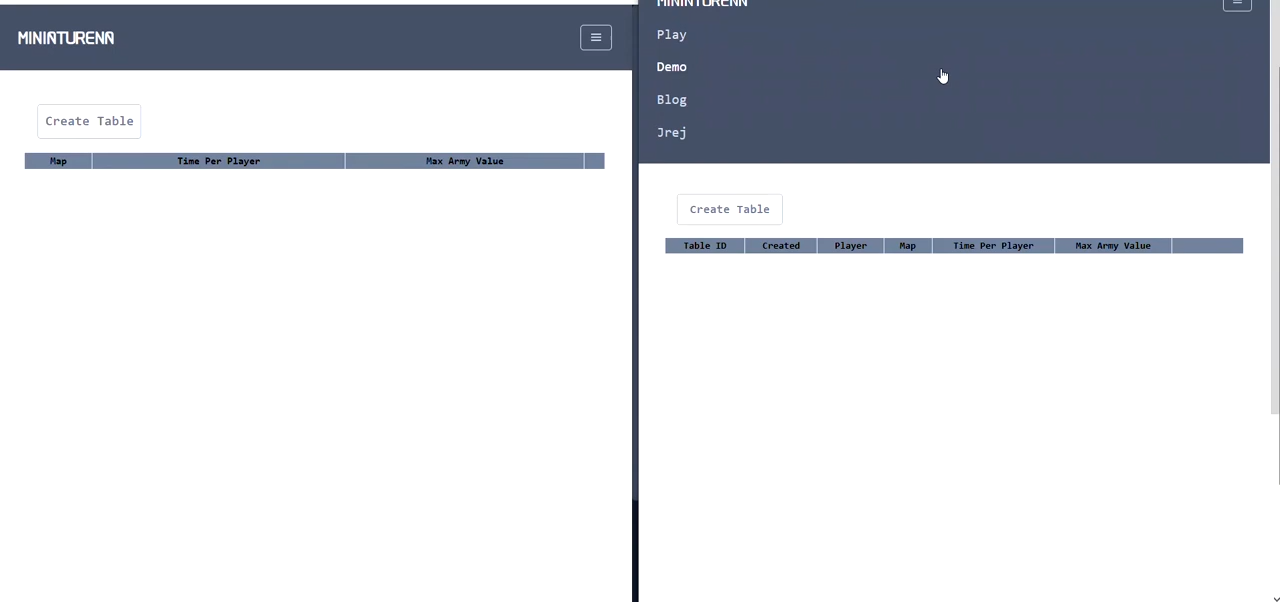 MINIATURENA
Create Table
Map Time Per Player Max Army Value
MINIATURENA
Play
Demo
Blog
Jrej
Create Table
Table ID Created Player Map Time Per Player Max Army Value